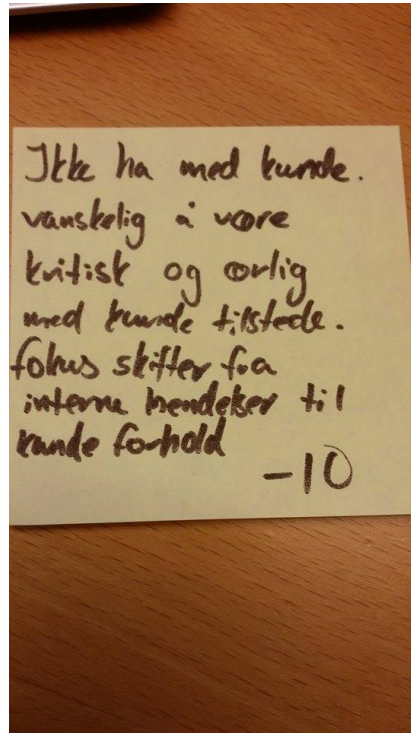 Ikke ha med kunde.
vanskelig å være
kritisk og ærlig
med kunde tilstede.
fokus skifter fra
interne hendelser til
kunde forhold
-10